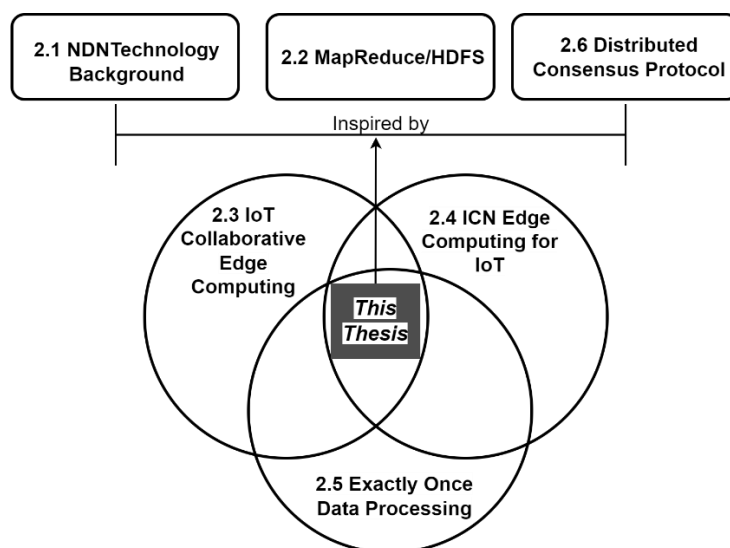 2.1 NDNTechnology
Background
2.2 MapReduce/HDFS
2.6 Distributed
Consensus Protocol
Inspired by
2.3 IoT
Collaborative
Edge
Computing
2.4 ICN Edge
Computing for
IoT
This
Thesis
2.5 Exactly Once
Data Processing